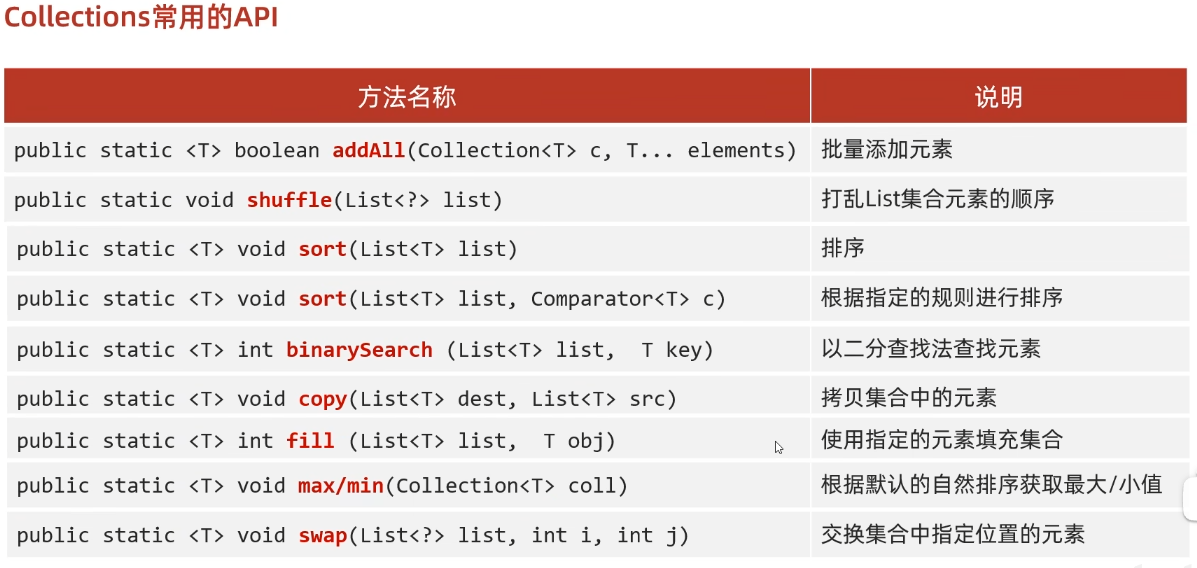 Collections常用的API
方法名称 说明
public static <T> boolean addAll(Collection<T> c, T... elements) 批量添加元素
public static void shuffle(List<?> list) 打乱List集合元素的顺序
public static <T> void sort(List<T> list) 排序
public static <T> void sort(List<T> list, Comparator<T> c) 根据指定的规则进行排序
public static <T> int binarySearch (List<T> list,  T key) 以二分查找法查找元素
public static <T> void copy(List<T> dest, List<T> src) 拷贝集合中的元素
public static <T> int fill (List<T> list,  T obj) 使用指定的元素填充集合
public static <T> void max/min(Collection<T> coll) 根据默认的自然排序获取最大/小值
public static <T> void swap(List<?> list, int i, int j) 交换集合中指定位置的元素